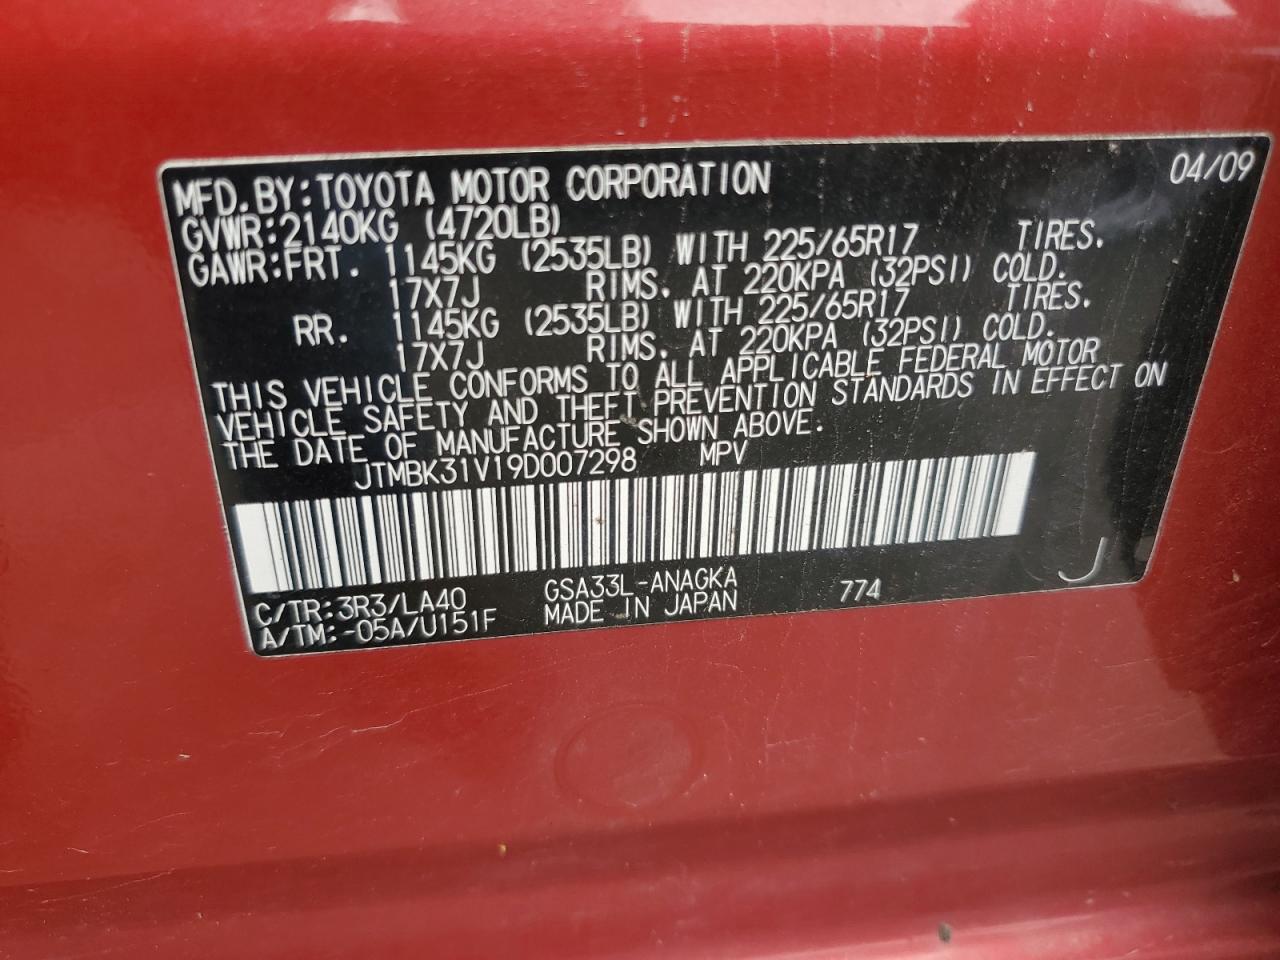 MFD.BY:TOYOTA MOTOR CORPORATION 04/09
GVWR:2140KG (4720LB)
GAWR:FRT. 1145KG (2535LB) WITH 225/65R17 TIRES.
17X7J RIMS. AT 220KPA (32PSI) COLD.
RR. 1145KG (2535LB) WITH 225/65R17 TIRES.
17X7J RIMS. AT 220KPA (32PSI) COLD.
THIS VEHICLE CONFORMS TO ALL APPLICABLE FEDERAL MOTOR
VEHICLE SAFETY AND THEFT PREVENTION STANDARDS IN EFFECT ON
THE DATE OF MANUFACTURE SHOWN ABOVE.
JTMBK31V19D007298 MPV
C/TR:3R3/LA40 GSA33L-ANAGKA 774 J
A/TM:-05A/U151F MADE IN JAPAN